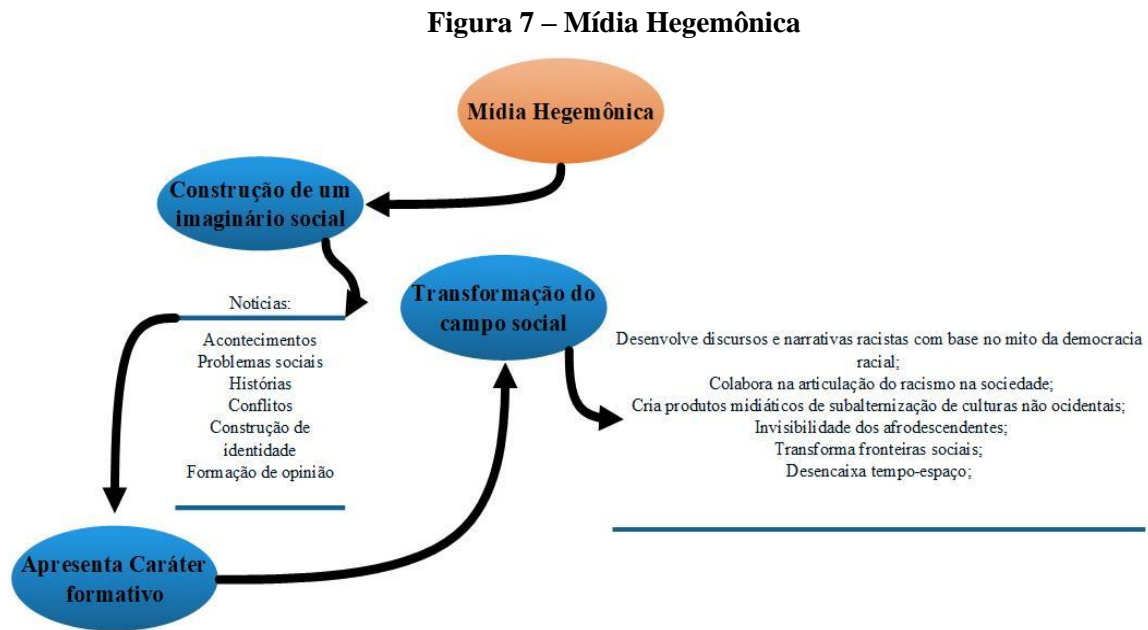 Figura 7 – Mídia Hegemônica
Mídia Hegemônica
Construção de um
imaginário social
Noticias:
Acontecimentos
Problemas sociais
Histórias
Conflitos
Construção de
identidade
Formação de opinião
Apresenta Caráter
formativo
Transformação do
campo social
Desenvolve discursos e narrativas racistas com base no mito da democracia
racial;
Colabora na articulação do racismo na sociedade;
Cria produtos midiáticos de subalternização de culturas não ocidentais;
Invisibilidade dos afrodescendentes;
Transforma fronteiras sociais;
Desencaixa tempo-espaço;